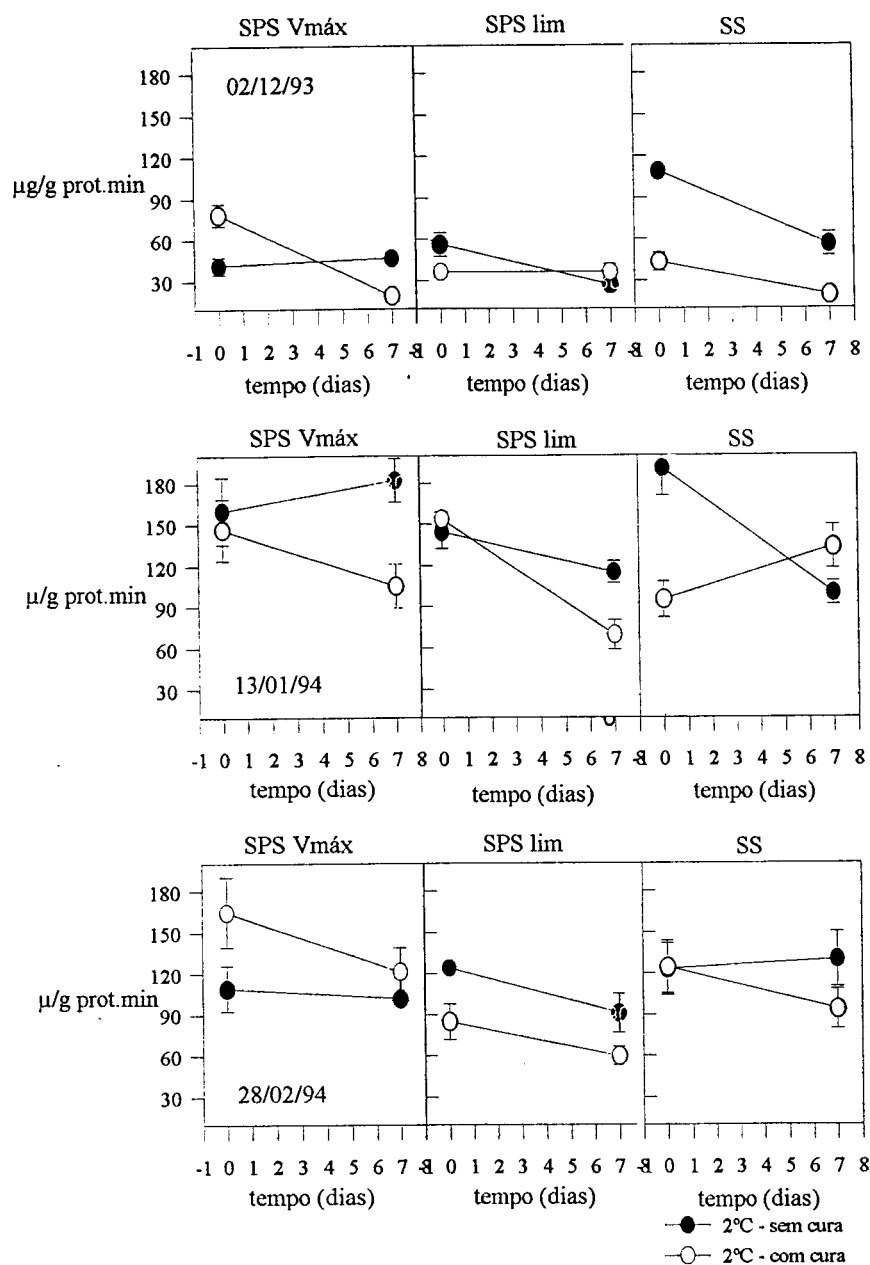 SPS Vmáx SPS lim SS
180
02/12/93
150
120
µg/g prot.min
90
60
30
-1 0 1 2 3 4 5 6 7 8 -1 0 1 2 3 4 5 6 7 8 -1 0 1 2 3 4 5 6 7 8
tempo (dias) tempo (dias) tempo (dias)
SPS Vmáx SPS lim SS
180
150
120
µ/g prot.min
90
60
13/01/94
30
-1 0 1 2 3 4 5 6 7 8 -1 0 1 2 3 4 5 6 7 8 -1 0 1 2 3 4 5 6 7 8
tempo (dias) tempo (dias) tempo (dias)
SPS Vmáx SPS lim SS
180
150
120
µ/g prot.min
90
60
28/02/94
30
-1 0 1 2 3 4 5 6 7 8 -1 0 1 2 3 4 5 6 7 8 -1 0 1 2 3 4 5 6 7 8
tempo (dias) tempo (dias) tempo (dias)
2ºC - sem cura
2ºC - com cura